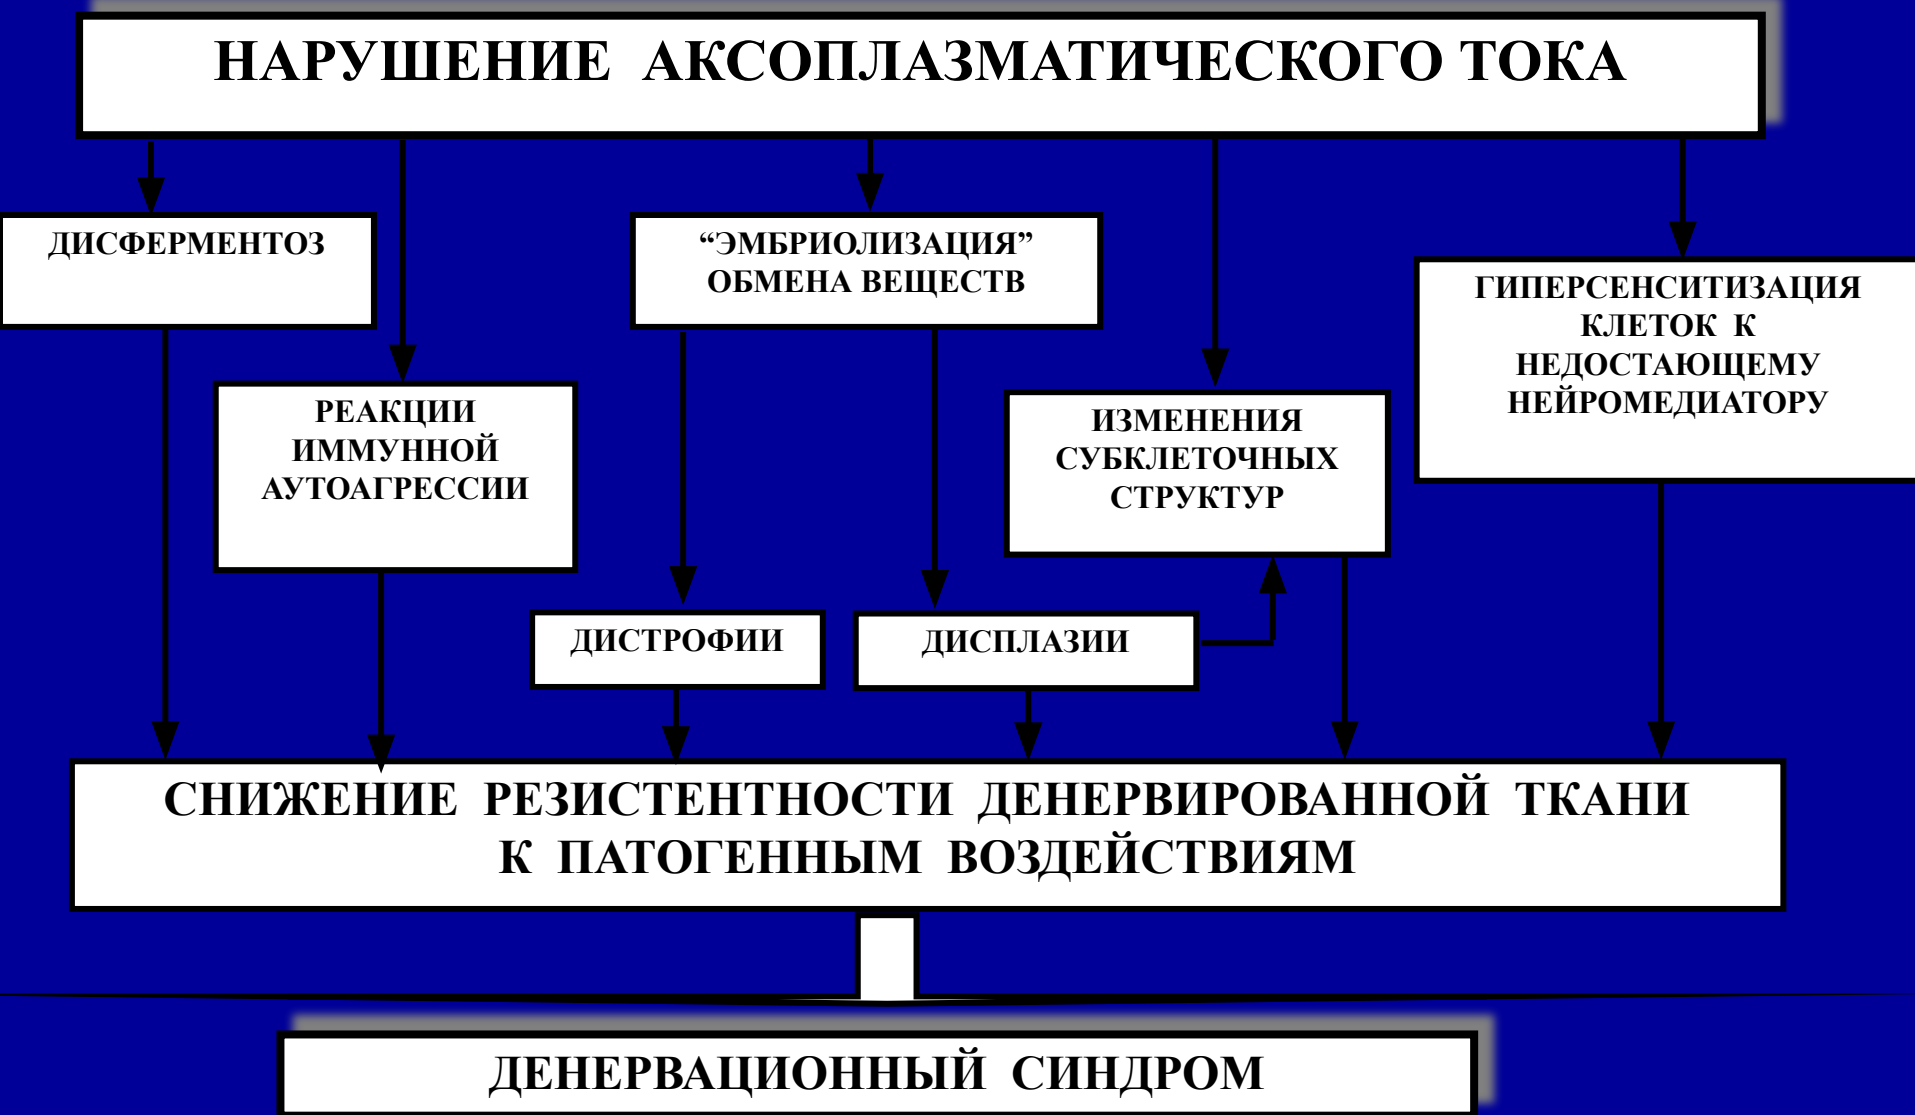 НАРУШЕНИЕ АКСОПЛАЗМАТИЧЕСКОГО ТОКА
ДИСФЕРМЕНТОЗ
“ЭМБРИОЛИЗАЦИЯ”
ОБМЕНА ВЕЩЕСТВ
ГИПЕРСЕНСИТИЗАЦИЯ
КЛЕТОК К
НЕДОСТАЮЩЕМУ
НЕЙРОМЕДИАТОРУ
РЕАКЦИИ
ИММУННОЙ
АУТОАГРЕССИИ
ИЗМЕНЕНИЯ
СУБКЛЕТОЧНЫХ
СТРУКТУР
ДИСТРОФИИ
ДИСПЛАЗИИ
СНИЖЕНИЕ РЕЗИСТЕНТНОСТИ ДЕНЕРВИРОВАННОЙ ТКАНИ
К ПАТОГЕННЫМ ВОЗДЕЙСТВИЯМ
ДЕНЕРВАЦИОННЫЙ СИНДРОМ